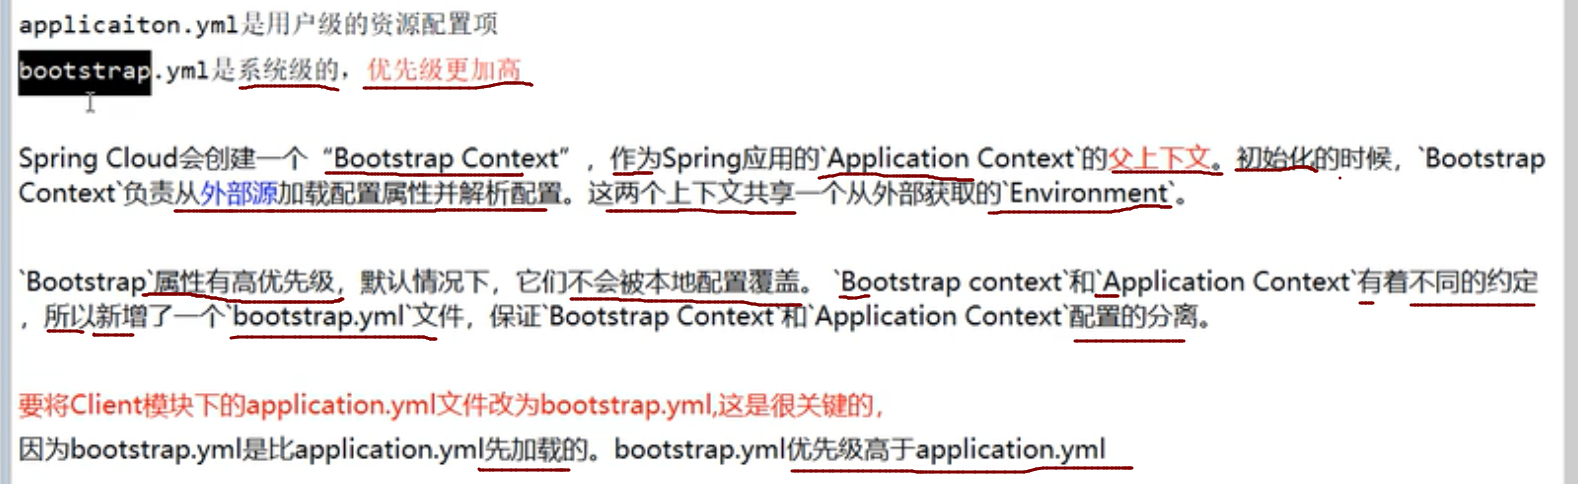 applicaiton.yml是用户级的资源配置项
bootstrap.yml是系统级的，优先级更加高
Spring Cloud会创建一个“Bootstrap Context”，作为Spring应用的`Application Context`的父上下文。初始化的时候，`Bootstrap
Context`负责从外部源加载配置属性并解析配置。这两个上下文共享一个从外部获取的`Environment`。
`Bootstrap`属性有高优先级，默认情况下，它们不会被本地配置覆盖。 `Bootstrap context`和`Application Context`有着不同的约定
，所以新增了一个`bootstrap.yml`文件，保证`Bootstrap Context`和`Application Context`配置的分离。
要将Client模块下的application.yml文件改为bootstrap.yml,这是很关键的，
因为bootstrap.yml是比application.yml先加载的。bootstrap.yml优先级高于application.yml